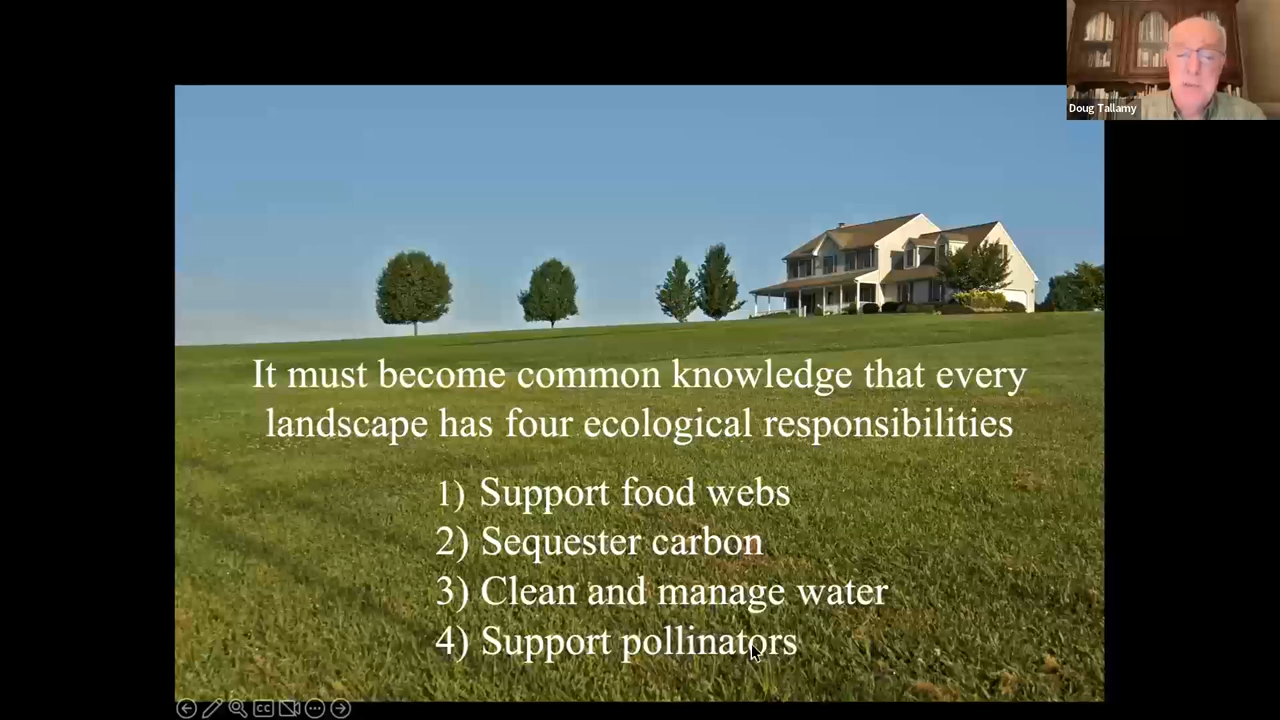 Doug Tallamy
It must become common knowledge that every
landscape has four ecological responsibilities
1) Support food webs
2) Sequester carbon
3) Clean and manage water
4) Support pollinators
CC